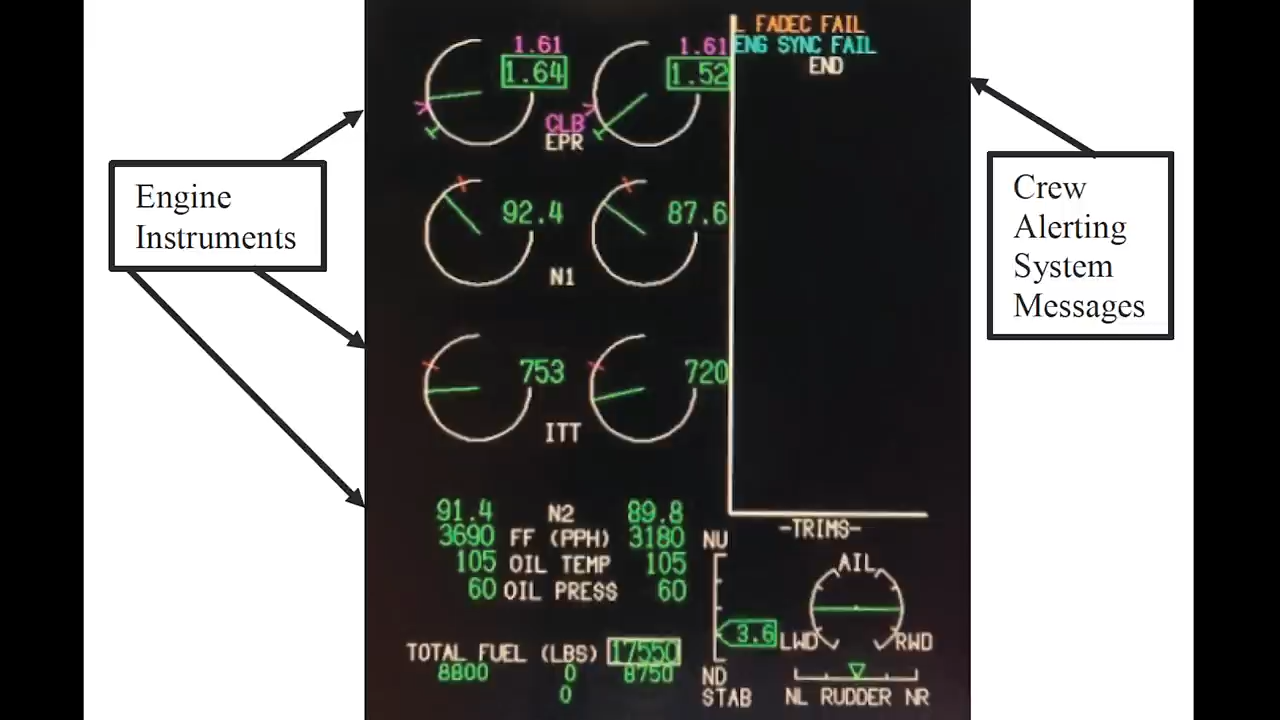 Engine
Instruments
1.61 1.61
1.64 1.52
CLB
EPR
92.4 87.6
N1
753 720
ITT
91.4 N2 89.8
3690 FF (PPH) 3180
105 OIL TEMP 105
60 OIL PRESS 60
TOTAL FUEL (LBS) 17550
8800 0 8750
0
L FADEC FAIL
ENG SYNC FAIL
END
-TRIMS-
NU
AIL
3.6
LWD RWD
ND
STAB
NL RUDDER NR
Crew
Alerting
System
Messages